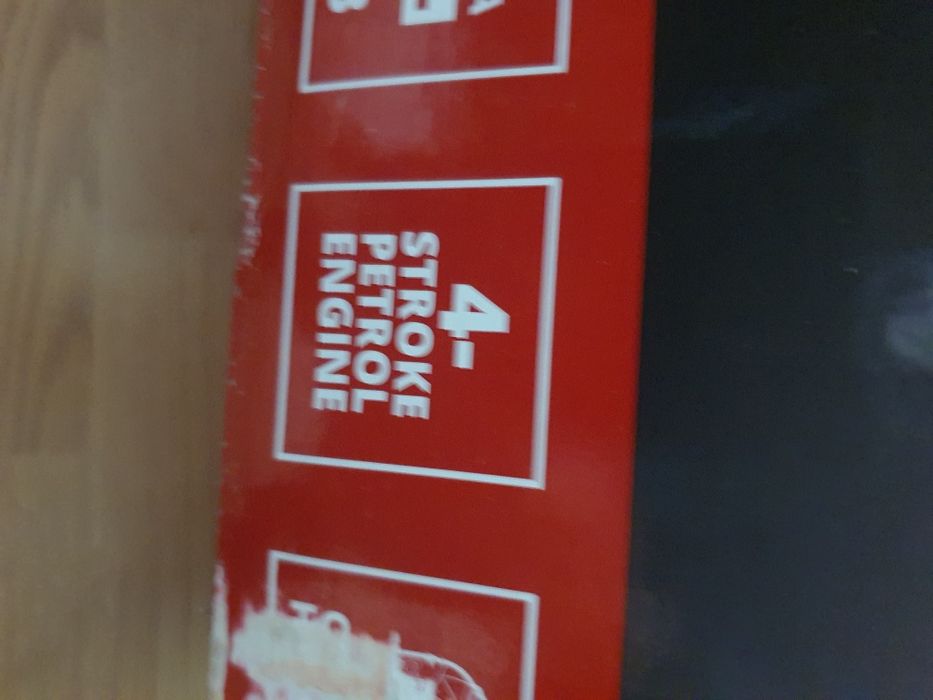 4-
STROKE
PETROL
ENGINE